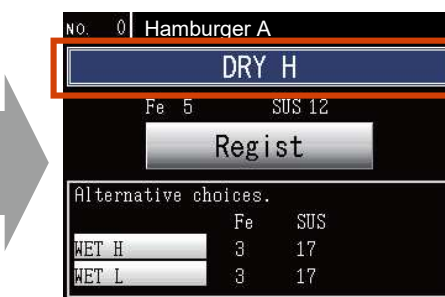 NO. 0 Hamburger A
DRY H
Fe 5 SUS 12
Regist
Alternative choices.
Fe SUS
WET H 3 17
WET L 3 17